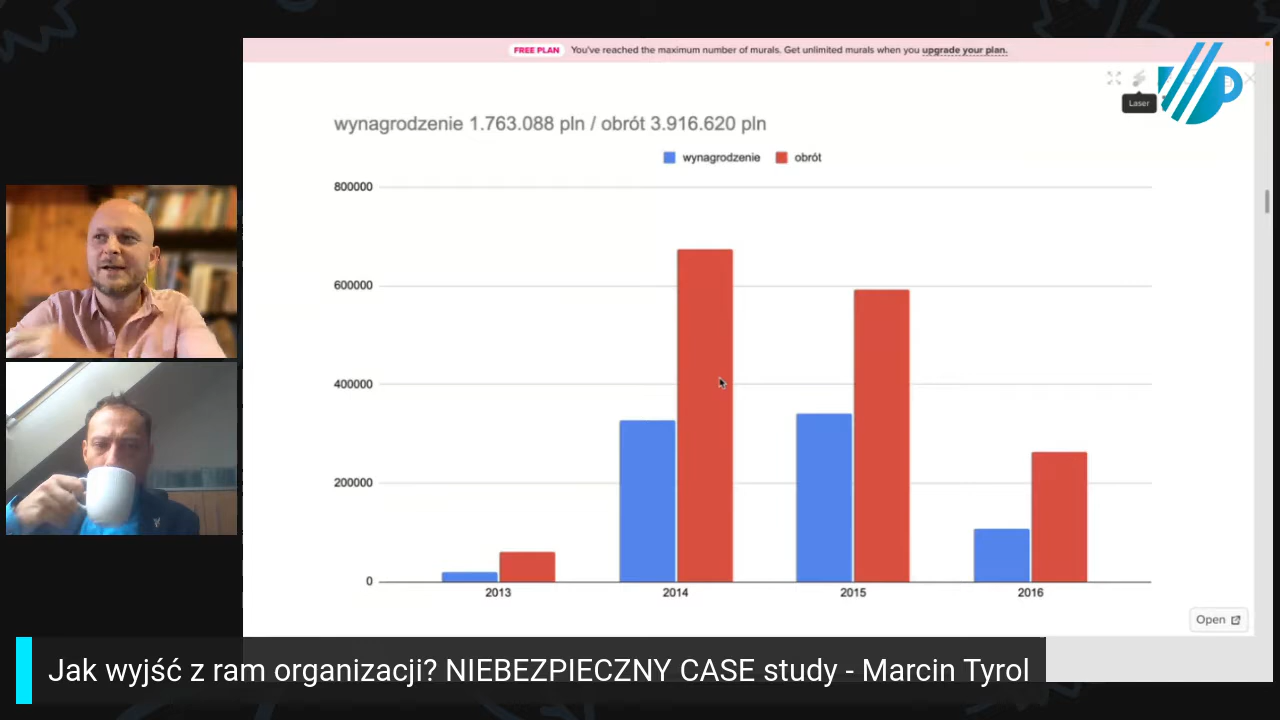 FREE PLAN You've reached the maximum number of murals. Get unlimited murals when you upgrade your plan.
Laser
wynagrodzenie 1.763.088 pln / obrót 3.916.620 pln
wynagrodzenie obrót
800000
600000
400000
200000
0
2013 2014 2015 2016
Open
Jak wyjść z ram organizacji? NIEBEZPIECZNY CASE study - Marcin Tyrol